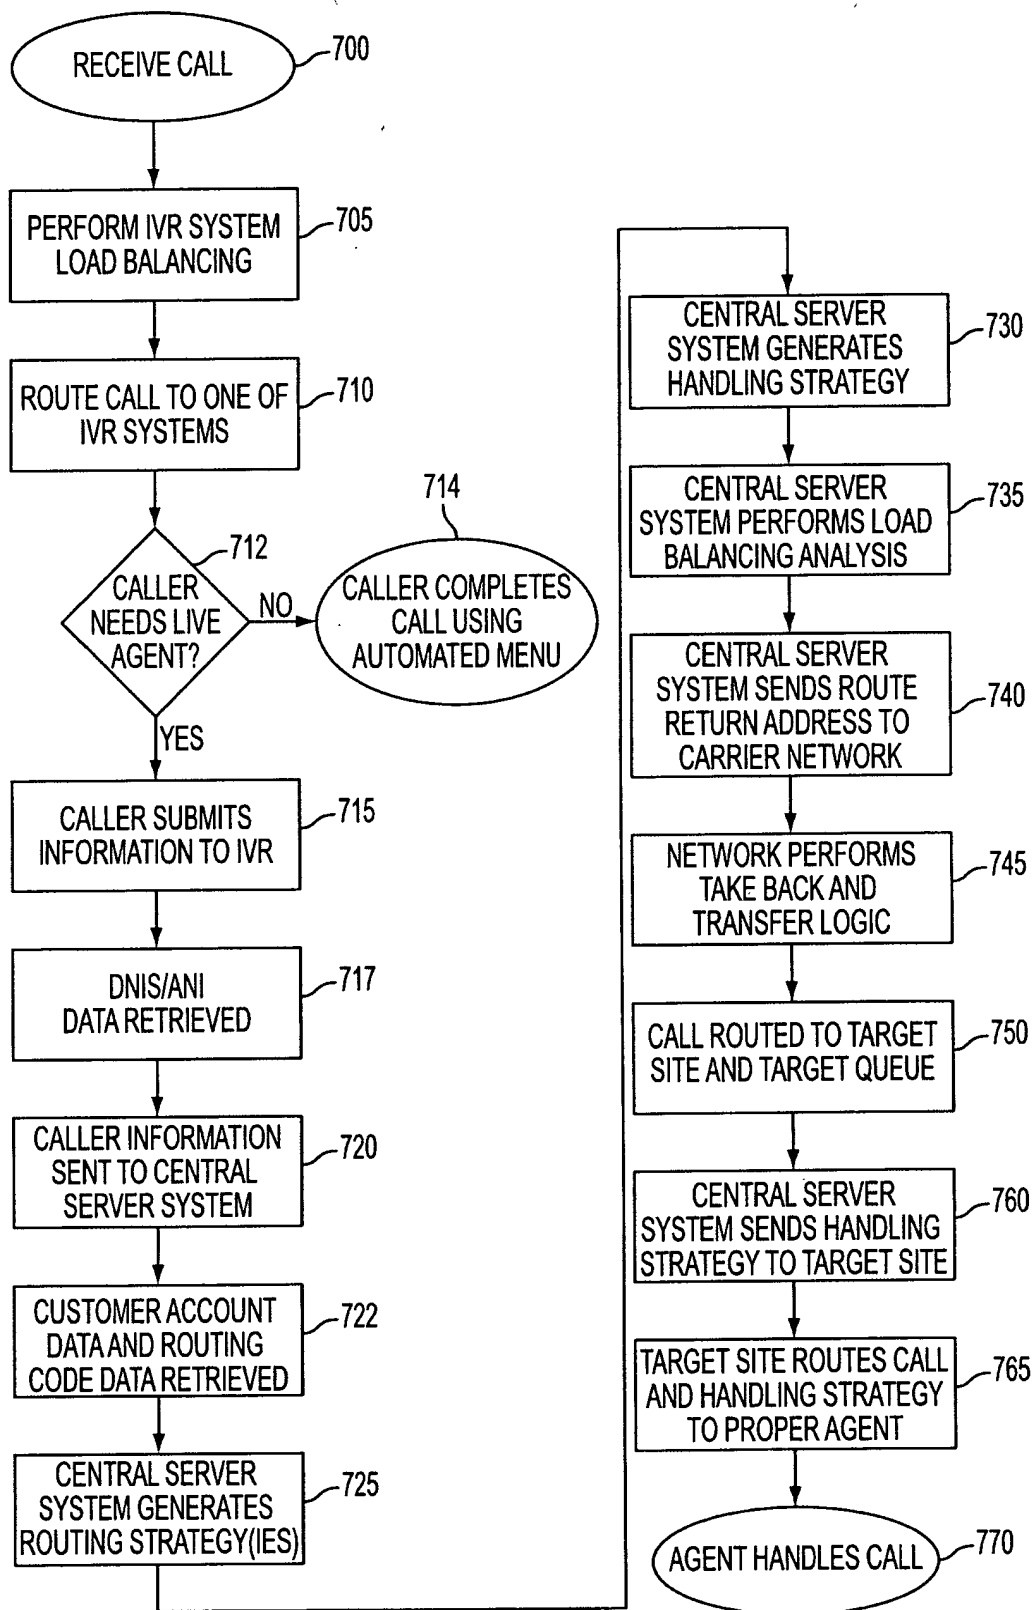 RECEIVE CALL
700
PERFORM IVR SYSTEM
LOAD BALANCING
705
ROUTE CALL TO ONE OF
IVR SYSTEMS
710
CALLER
NEEDS LIVE
AGENT?
712
NO
714
CALLER COMPLETES
CALL USING
AUTOMATED MENU
YES
CALLER SUBMITS
INFORMATION TO IVR
715
DNIS/ANI
DATA RETRIEVED
717
CALLER INFORMATION
SENT TO CENTRAL
SERVER SYSTEM
720
CUSTOMER ACCOUNT
DATA AND ROUTING
CODE DATA RETRIEVED
722
CENTRAL SERVER
SYSTEM GENERATES
ROUTING STRATEGY(IES)
725
CENTRAL SERVER
SYSTEM GENERATES
HANDLING STRATEGY
730
CENTRAL SERVER
SYSTEM PERFORMS LOAD
BALANCING ANALYSIS
735
CENTRAL SERVER
SYSTEM SENDS ROUTE
RETURN ADDRESS TO
CARRIER NETWORK
740
NETWORK PERFORMS
TAKE BACK AND
TRANSFER LOGIC
745
CALL ROUTED TO TARGET
SITE AND TARGET QUEUE
750
CENTRAL SERVER
SYSTEM SENDS HANDLING
STRATEGY TO TARGET SITE
760
TARGET SITE ROUTES CALL
AND HANDLING STRATEGY
TO PROPER AGENT
765
AGENT HANDLES CALL
770